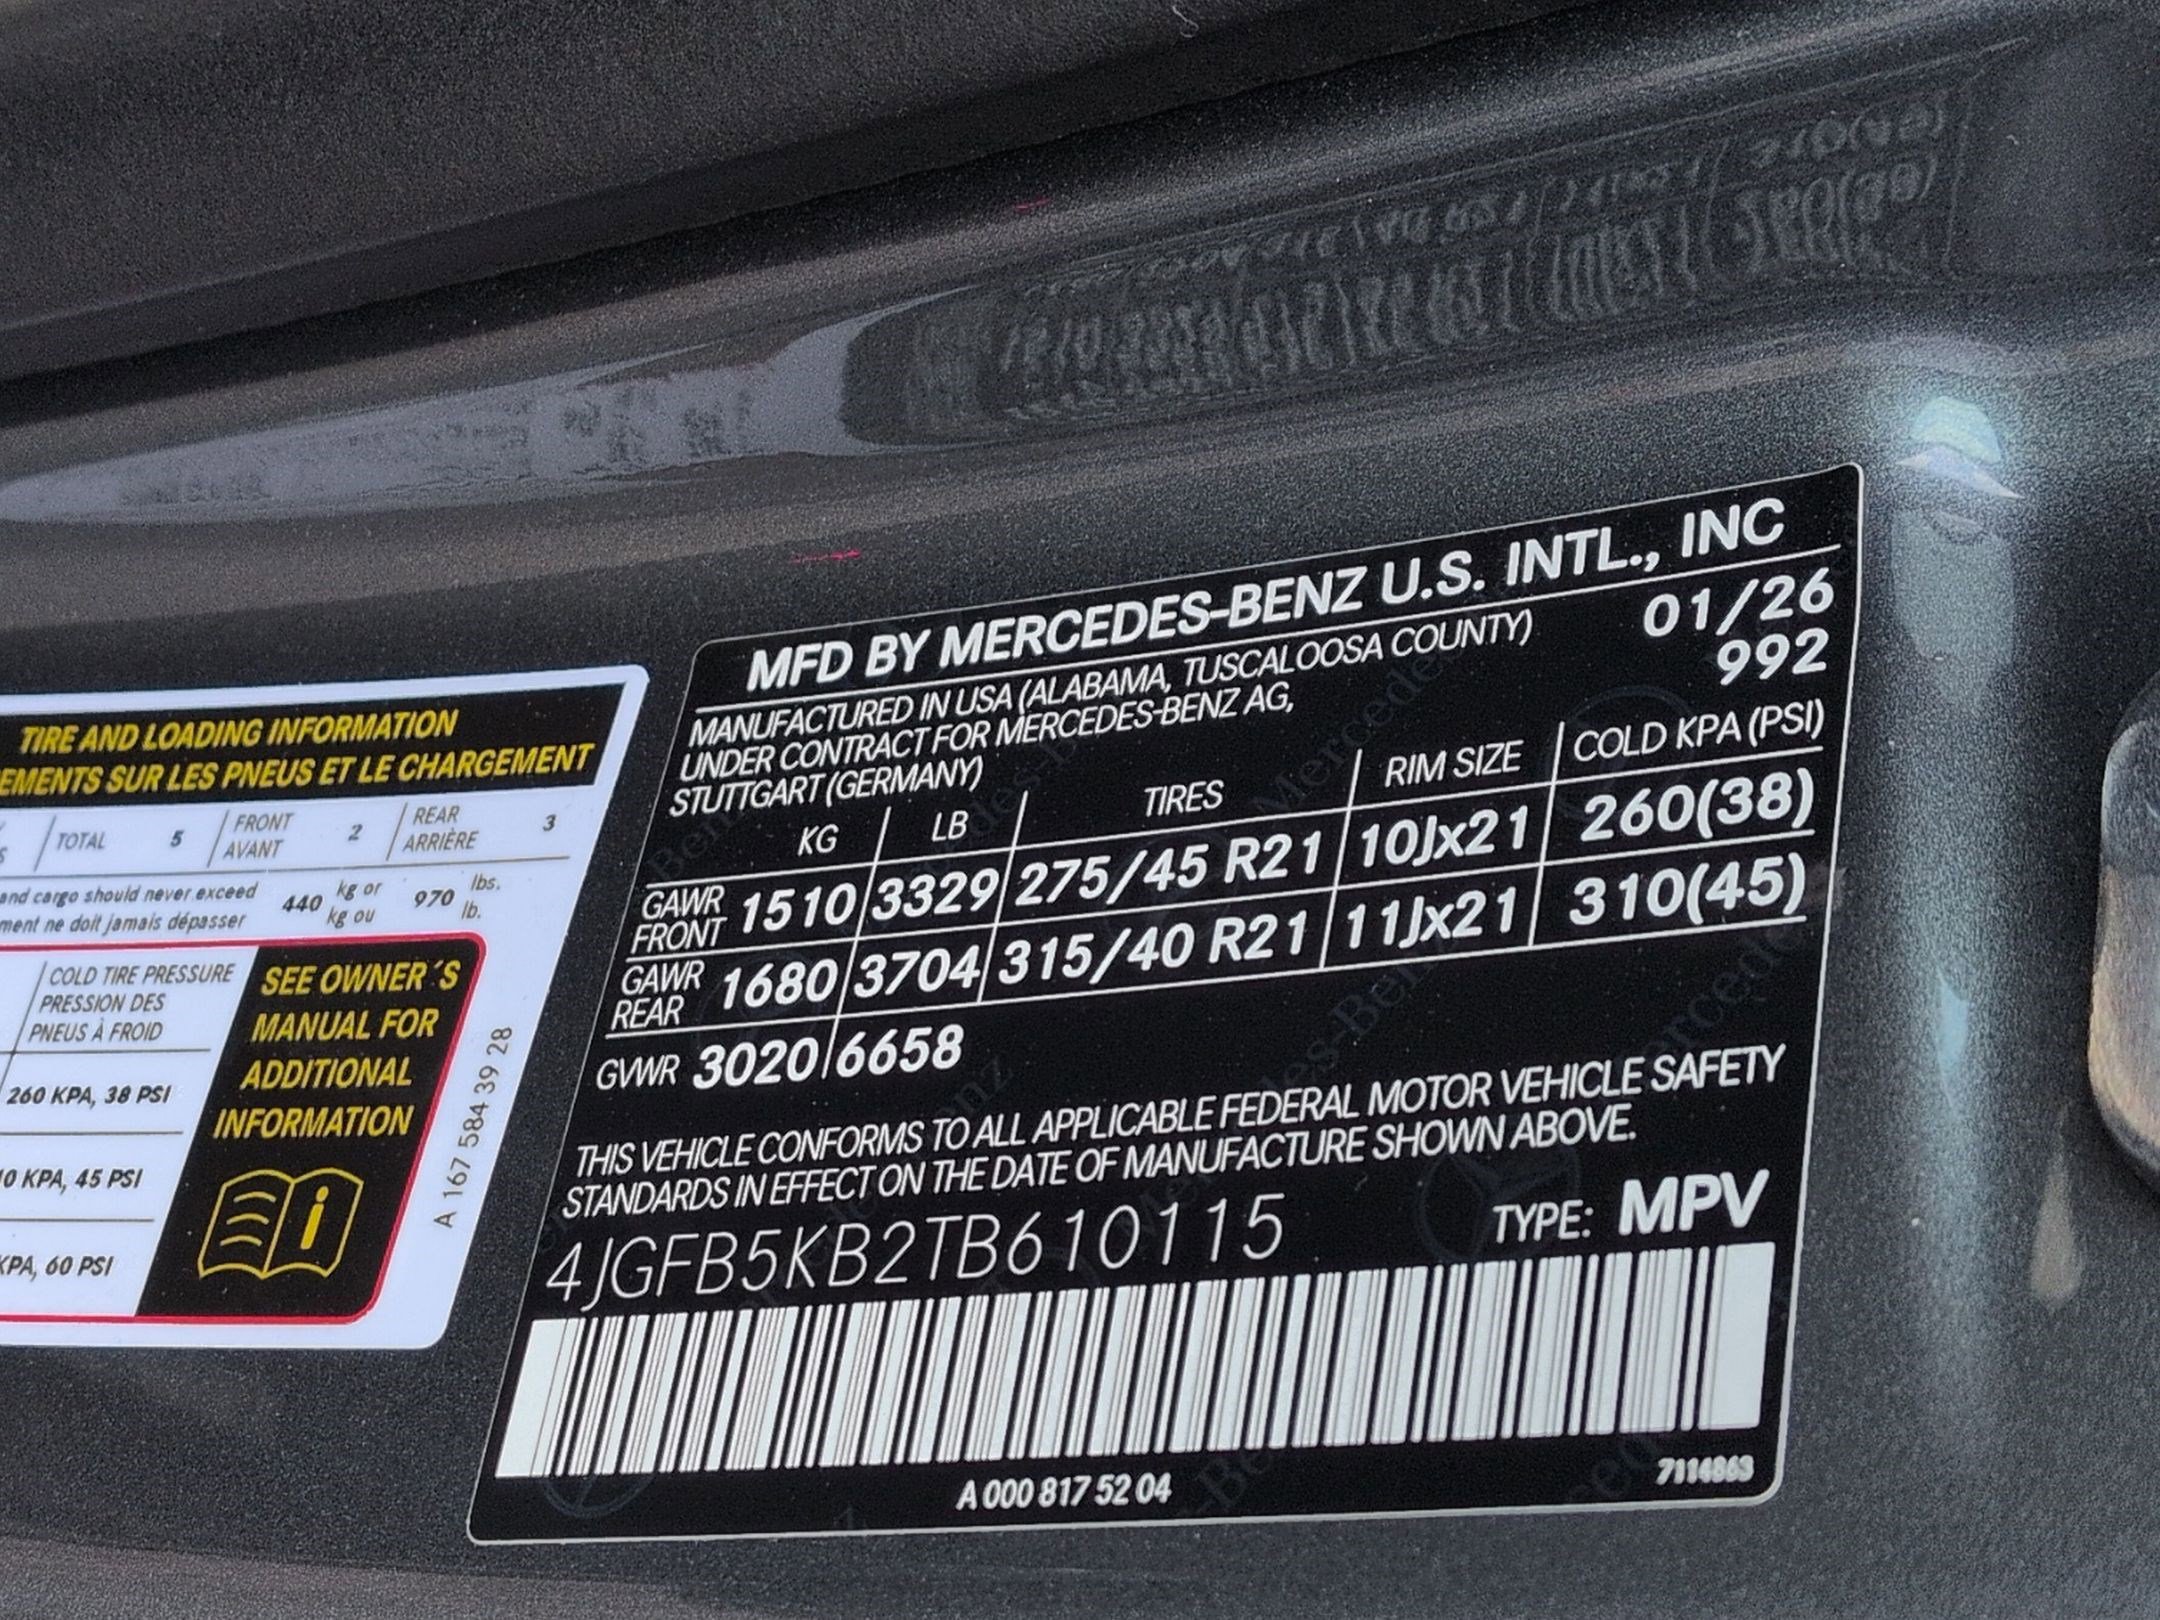 TIRE AND LOADING INFORMATION
EMENTS SUR LES PNEUS ET LE CHARGEMENT
TOTAL 5 FRONT AVANT 2 REAR ARRIÈRE 3
and cargo should never exceed 440 kg or 970 lbs.
ment ne doit jamais dépasser kg ou lb.
COLD TIRE PRESSURE
PRESSION DES
PNEUS À FROID
260 KPA, 38 PSI
0 KPA, 45 PSI
KPA, 60 PSI
SEE OWNER´S
MANUAL FOR
ADDITIONAL
INFORMATION
i
A 167 584 39 28
MFD BY MERCEDES-BENZ U.S. INTL., INC
MANUFACTURED IN USA (ALABAMA, TUSCALOOSA COUNTY) 01/26
UNDER CONTRACT FOR MERCEDES-BENZ AG, 992
STUTTGART (GERMANY)
KG LB TIRES RIM SIZE COLD KPA (PSI)
GAWR FRONT 1510 3329 275/45 R21 10Jx21 260(38)
GAWR REAR 1680 3704 315/40 R21 11Jx21 310(45)
GVWR 3020 6658
THIS VEHICLE CONFORMS TO ALL APPLICABLE FEDERAL MOTOR VEHICLE SAFETY
STANDARDS IN EFFECT ON THE DATE OF MANUFACTURE SHOWN ABOVE.
4JGFB5KB2TB610115 TYPE: MPV
A 000 817 52 04
7114863